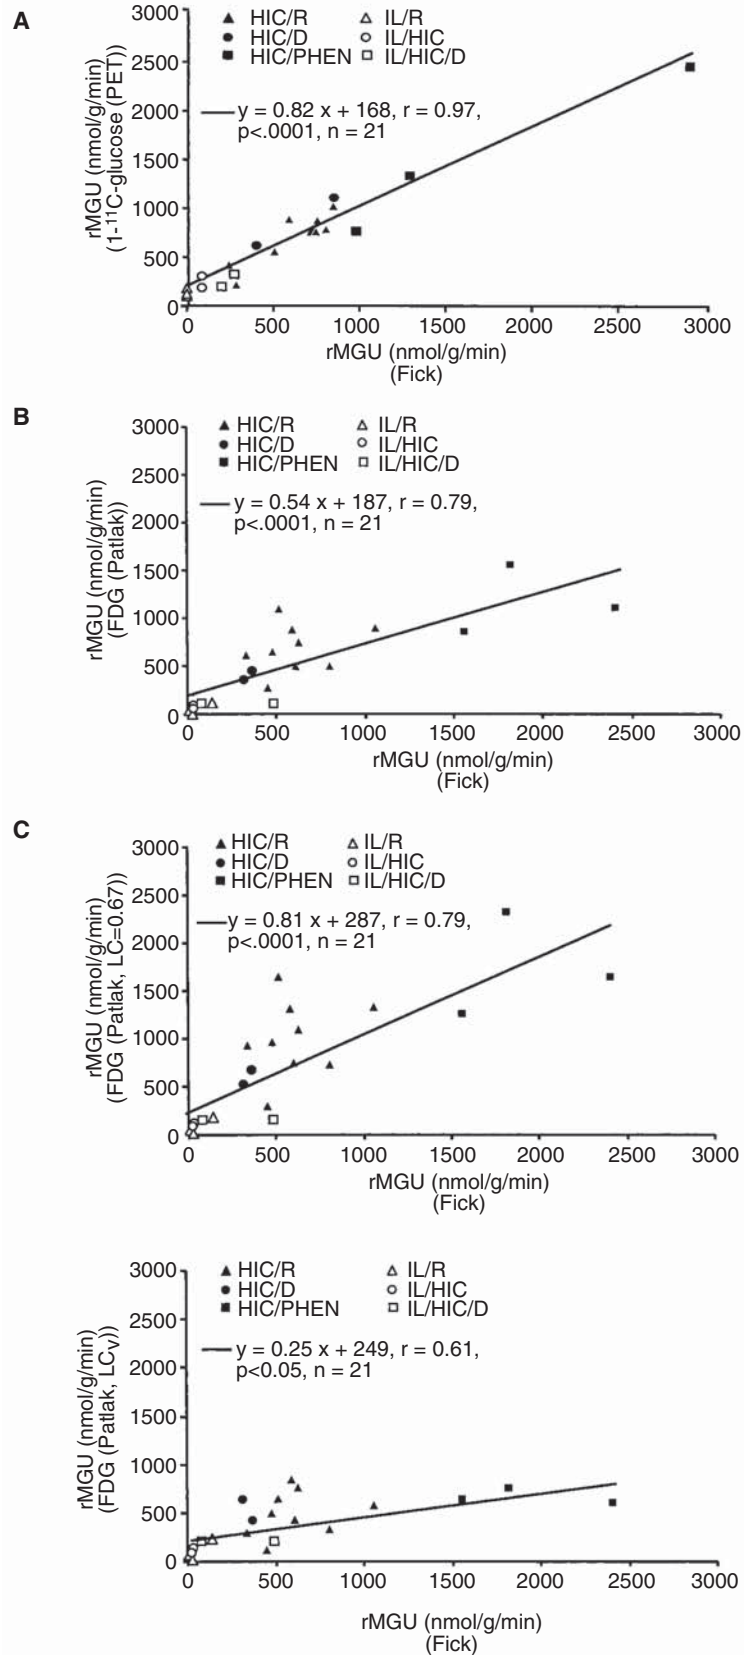 A
3000
2500
2000
1500
1000
500
0
rMGU (nmol/g/min)
(1-¹¹C-glucose (PET))
HIC/R
IL/R
HIC/D
IL/HIC
HIC/PHEN
IL/HIC/D
y = 0.82 x + 168, r = 0.97,
p<.0001, n = 21
0 500 1000 1500 2000 2500 3000
rMGU (nmol/g/min)
(Fick)
B
3000
2500
2000
1500
1000
500
0
rMGU (nmol/g/min)
(FDG (Patlak))
HIC/R
IL/R
HIC/D
IL/HIC
HIC/PHEN
IL/HIC/D
y = 0.54 x + 187, r = 0.79,
p<.0001, n = 21
0 500 1000 1500 2000 2500 3000
rMGU (nmol/g/min)
(Fick)
C
3000
2500
2000
1500
1000
500
0
rMGU (nmol/g/min)
(FDG (Patlak, LC=0.67))
HIC/R
IL/R
HIC/D
IL/HIC
HIC/PHEN
IL/HIC/D
y = 0.81 x + 287, r = 0.79,
p<.0001, n = 21
0 500 1000 1500 2000 2500 3000
rMGU (nmol/g/min)
(Fick)
3000
2500
2000
1500
1000
500
0
rMGU (nmol/g/min)
(FDG (Patlak, LCv))
HIC/R
IL/R
HIC/D
IL/HIC
HIC/PHEN
IL/HIC/D
y = 0.25 x + 249, r = 0.61,
p<0.05, n = 21
0 500 1000 1500 2000 2500 3000
rMGU (nmol/g/min)
(Fick)